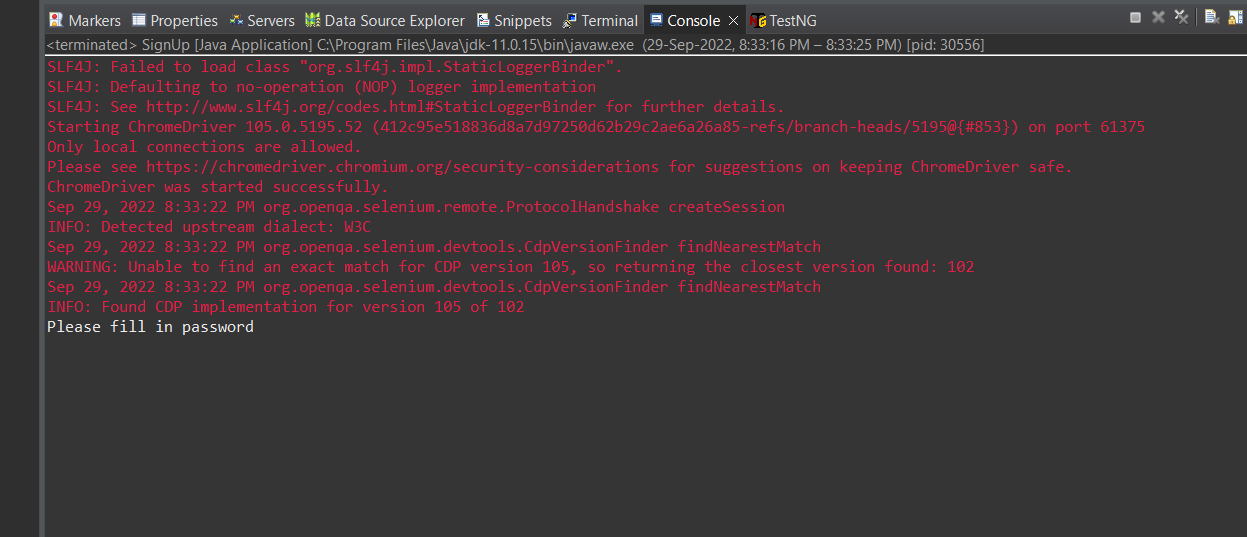 Markers Properties Servers Data Source Explorer Snippets Terminal Console TestNG
<terminated> SignUp [Java Application] C:\Program Files\Java\jdk-11.0.15\bin\javaw.exe (29-Sep-2022, 8:33:16 PM – 8:33:25 PM) [pid: 30556]
SLF4J: Failed to load class "org.slf4j.impl.StaticLoggerBinder".
SLF4J: Defaulting to no-operation (NOP) logger implementation
SLF4J: See http://www.slf4j.org/codes.html#StaticLoggerBinder for further details.
Starting ChromeDriver 105.0.5195.52 (412c95e518836d8a7d97250d62b29c2ae6a26a85-refs/branch-heads/5195@{#853}) on port 61375
Only local connections are allowed.
Please see https://chromedriver.chromium.org/security-considerations for suggestions on keeping ChromeDriver safe.
ChromeDriver was started successfully.
Sep 29, 2022 8:33:22 PM org.openqa.selenium.remote.ProtocolHandshake createSession
INFO: Detected upstream dialect: W3C
Sep 29, 2022 8:33:22 PM org.openqa.selenium.devtools.CdpVersionFinder findNearestMatch
WARNING: Unable to find an exact match for CDP version 105, so returning the closest version found: 102
Sep 29, 2022 8:33:22 PM org.openqa.selenium.devtools.CdpVersionFinder findNearestMatch
INFO: Found CDP implementation for version 105 of 102
Please fill in password